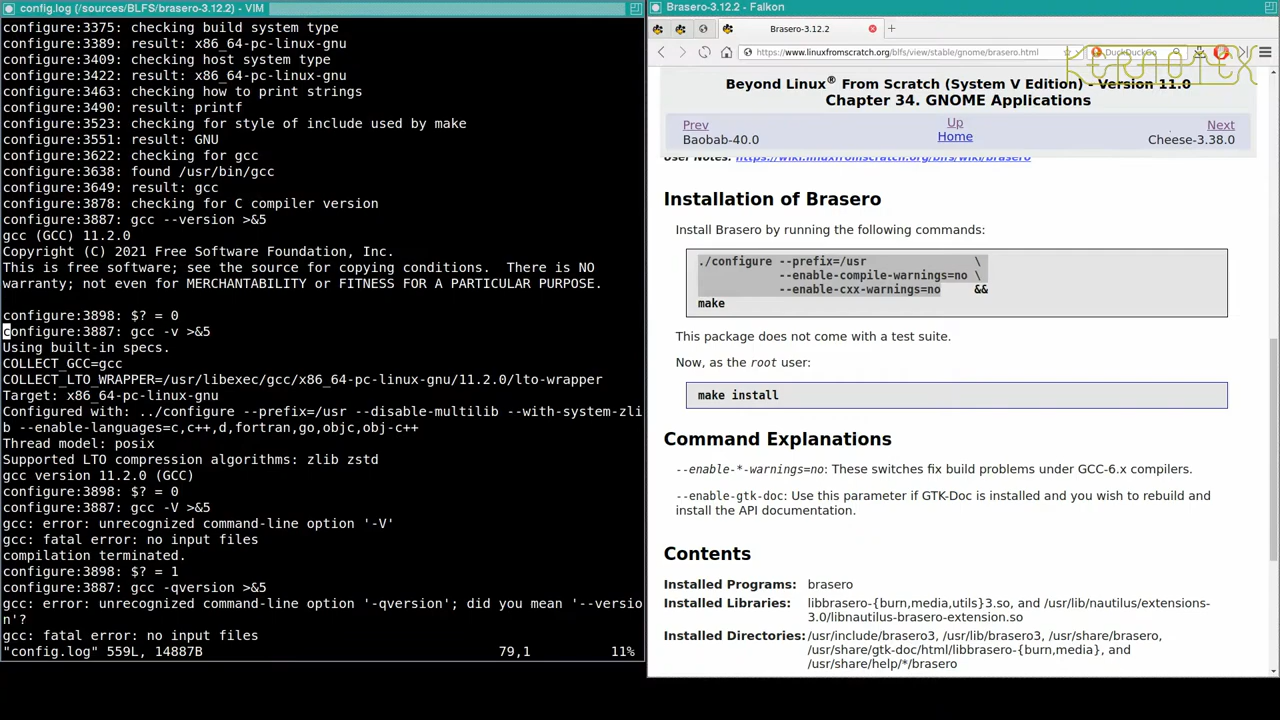 config.log (/sources/BLFS/brasero-3.12.2) - VIM
configure:3375: checking build system type
configure:3389: result: x86_64-pc-linux-gnu
configure:3409: checking host system type
configure:3422: result: x86_64-pc-linux-gnu
configure:3463: checking how to print strings
configure:3490: result: printf
configure:3523: checking for style of include used by make
configure:3551: result: GNU
configure:3622: checking for gcc
configure:3638: found /usr/bin/gcc
configure:3649: result: gcc
configure:3878: checking for C compiler version
configure:3887: gcc --version >&5
gcc (GCC) 11.2.0
Copyright (C) 2021 Free Software Foundation, Inc.
This is free software; see the source for copying conditions.  There is NO
warranty; not even for MERCHANTABILITY or FITNESS FOR A PARTICULAR PURPOSE.
configure:3898: $? = 0
configure:3887: gcc -v >&5
Using built-in specs.
COLLECT_GCC=gcc
COLLECT_LTO_WRAPPER=/usr/libexec/gcc/x86_64-pc-linux-gnu/11.2.0/lto-wrapper
Target: x86_64-pc-linux-gnu
Configured with: ../configure --prefix=/usr --disable-multilib --with-system-zli
b --enable-languages=c,c++,d,fortran,go,objc,obj-c++
Thread model: posix
Supported LTO compression algorithms: zlib zstd
gcc version 11.2.0 (GCC)
configure:3898: $? = 0
configure:3887: gcc -V >&5
gcc: error: unrecognized command-line option '-V'
gcc: fatal error: no input files
compilation terminated.
configure:3898: $? = 1
configure:3887: gcc -qversion >&5
gcc: error: unrecognized command-line option '-qversion'; did you mean '--versio
n'?
gcc: fatal error: no input files
"config.log" 559L, 14887B 79,1 11%
Brasero-3.12.2 - Falkon
Brasero-3.12.2
https://www.linuxfromscratch.org/blfs/view/stable/gnome/brasero.html
DuckDuckGo
KERNOTEX
Beyond Linux® From Scratch (System V Edition) - Version 11.0
Chapter 34. GNOME Applications
Prev Up Next
Baobab-40.0 Home Cheese-3.38.0
User Notes: https://wiki.linuxfromscratch.org/blfs/wiki/brasero
Installation of Brasero
Install Brasero by running the following commands:
./configure --prefix=/usr \
--enable-compile-warnings=no \
--enable-cxx-warnings=no &&
make
This package does not come with a test suite.
Now, as the root user:
make install
Command Explanations
--enable-*-warnings=no: These switches fix build problems under GCC-6.x compilers.
--enable-gtk-doc: Use this parameter if GTK-Doc is installed and you wish to rebuild and
install the API documentation.
Contents
Installed Programs: brasero
Installed Libraries: libbrasero-{burn,media,utils}3.so, and /usr/lib/nautilus/extensions-
3.0/libnautilus-brasero-extension.so
Installed Directories: /usr/include/brasero3, /usr/lib/brasero3, /usr/share/brasero,
/usr/share/gtk-doc/html/libbrasero-{burn,media}, and
/usr/share/help/*/brasero